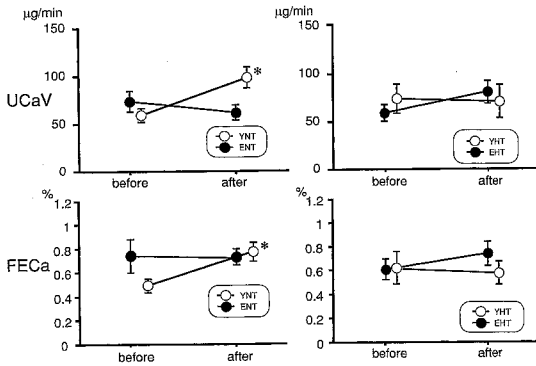 µg/min
150
100
50
0
UCaV
*
YNT
ENT
before
after
µg/min
150
100
50
0
YHT
EHT
before
after
%
1.2
1
0.8
0.6
0.4
0.2
0
FECa
*
YNT
ENT
before
after
%
1.2
1
0.8
0.6
0.4
0.2
0
YHT
EHT
before
after